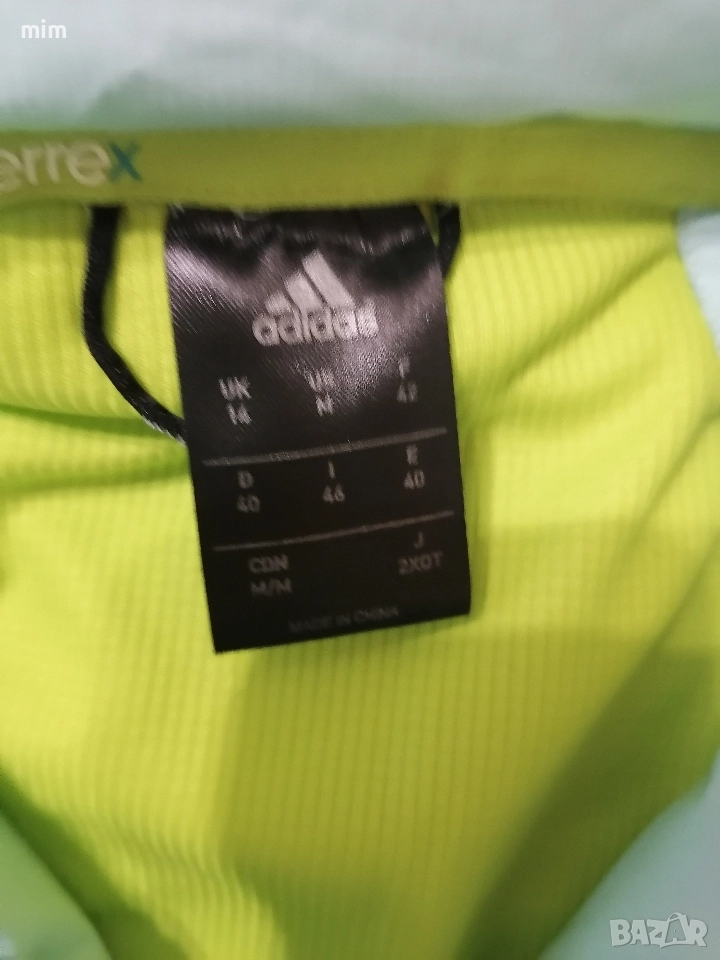 mim
errex
adidas
UK US F
14 M 42
D I E
40 46 40
CDN J
M/M 2XOT
MADE IN CHINA
BAZAR